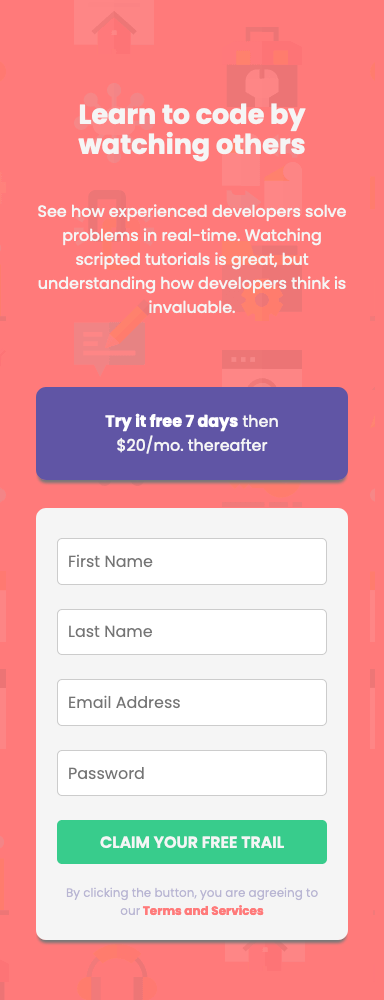 Learn to code by
watching others
See how experienced developers solve
problems in real-time. Watching
scripted tutorials is great, but
understanding how developers think is
invaluable.
Try it free 7 days then
$20/mo. thereafter
First Name
Last Name
Email Address
Password
CLAIM YOUR FREE TRAIL
By clicking the button, you are agreeing to
our Terms and Services